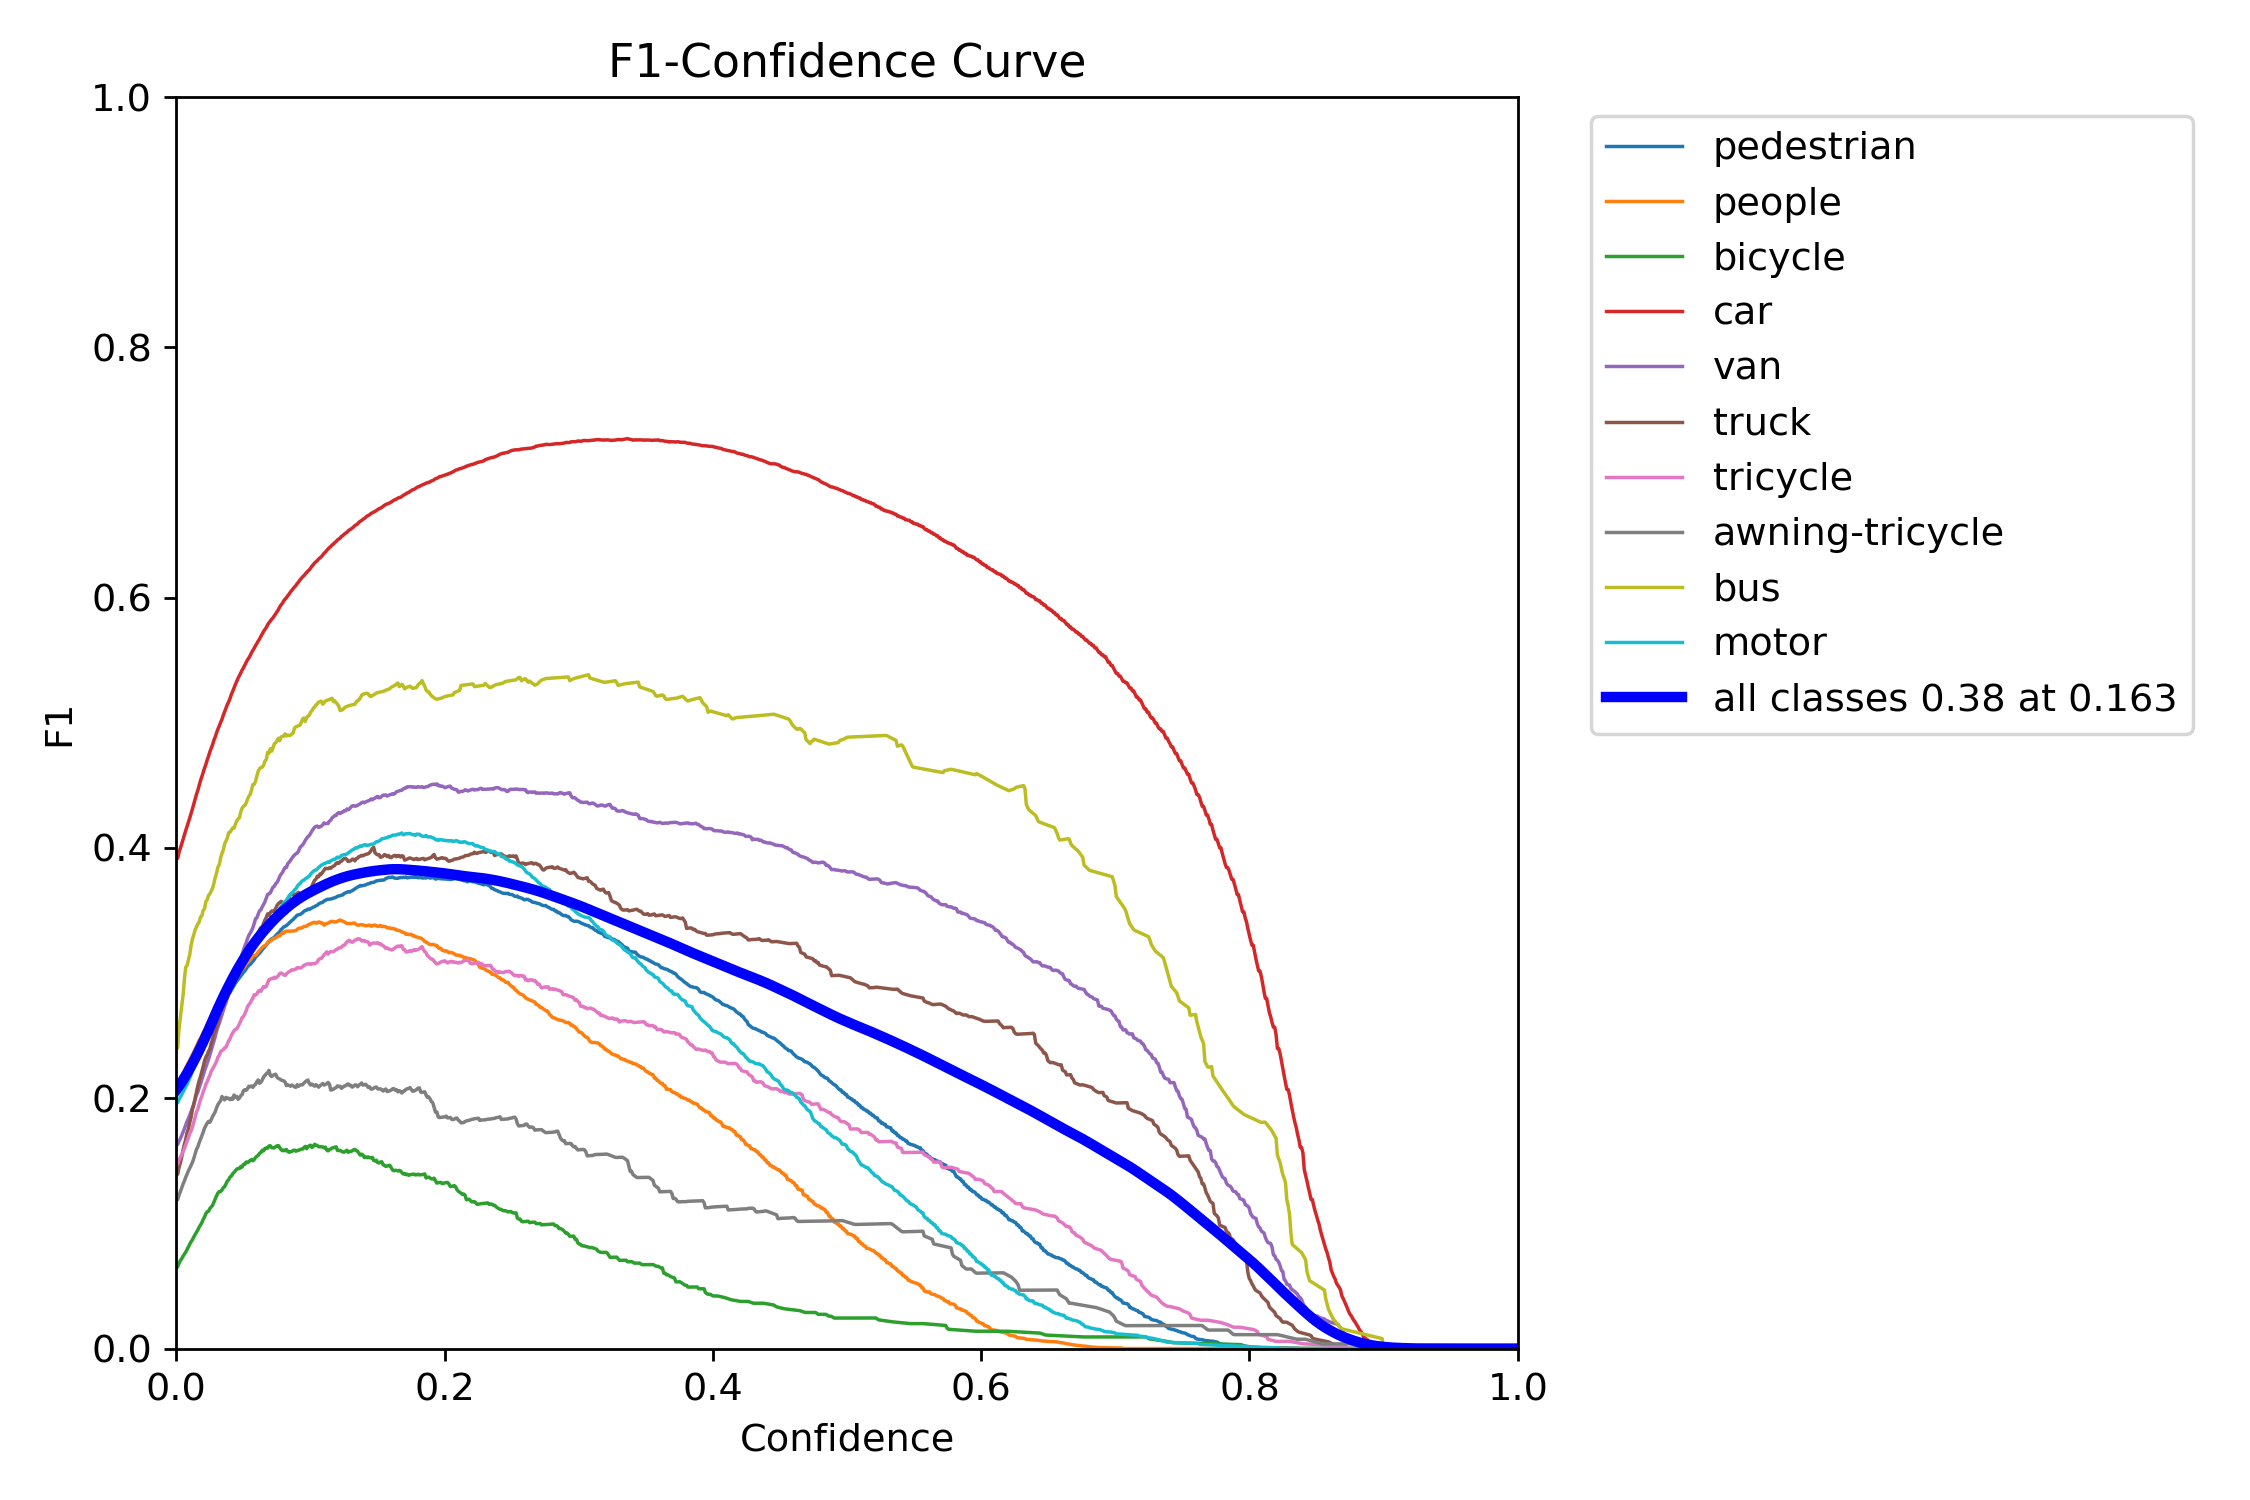 F1-Confidence Curve
1.0
0.8
0.6
0.4
0.2
0.0
F1
0.0 0.2 0.4 0.6 0.8 1.0
Confidence
pedestrian
people
bicycle
car
van
truck
tricycle
awning-tricycle
bus
motor
all classes 0.38 at 0.163